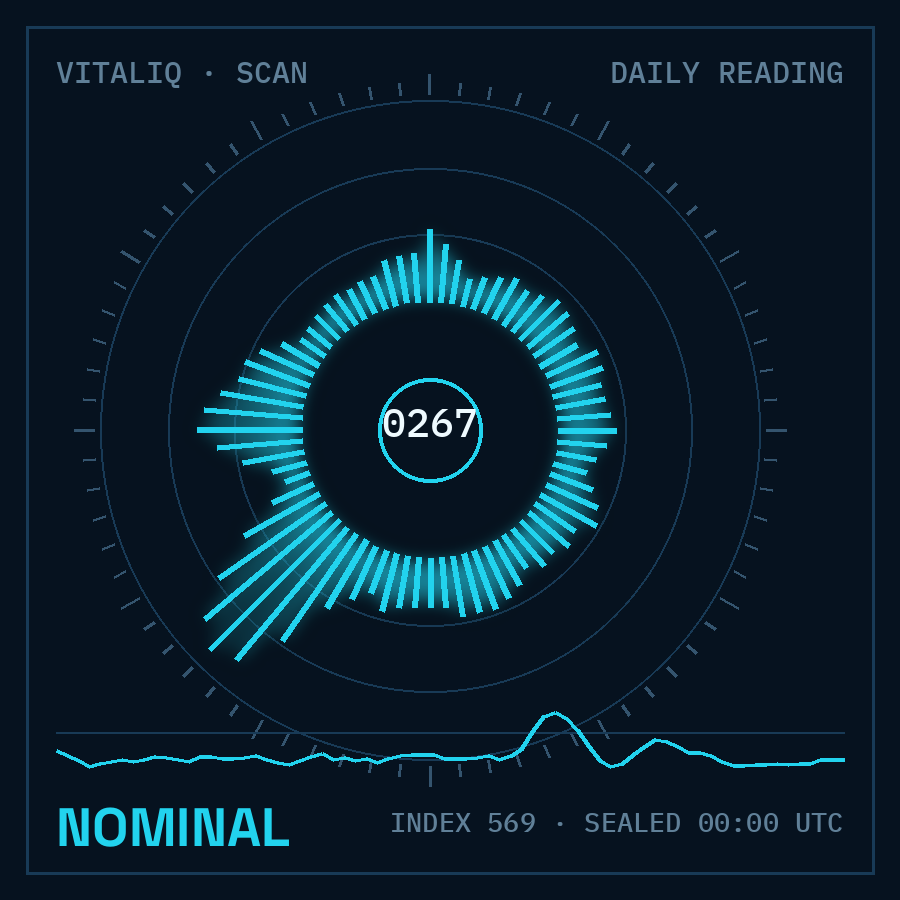 VITALIQ · SCAN
DAILY READING
0267
NOMINAL
INDEX 569 · SEALED 00:00 UTC